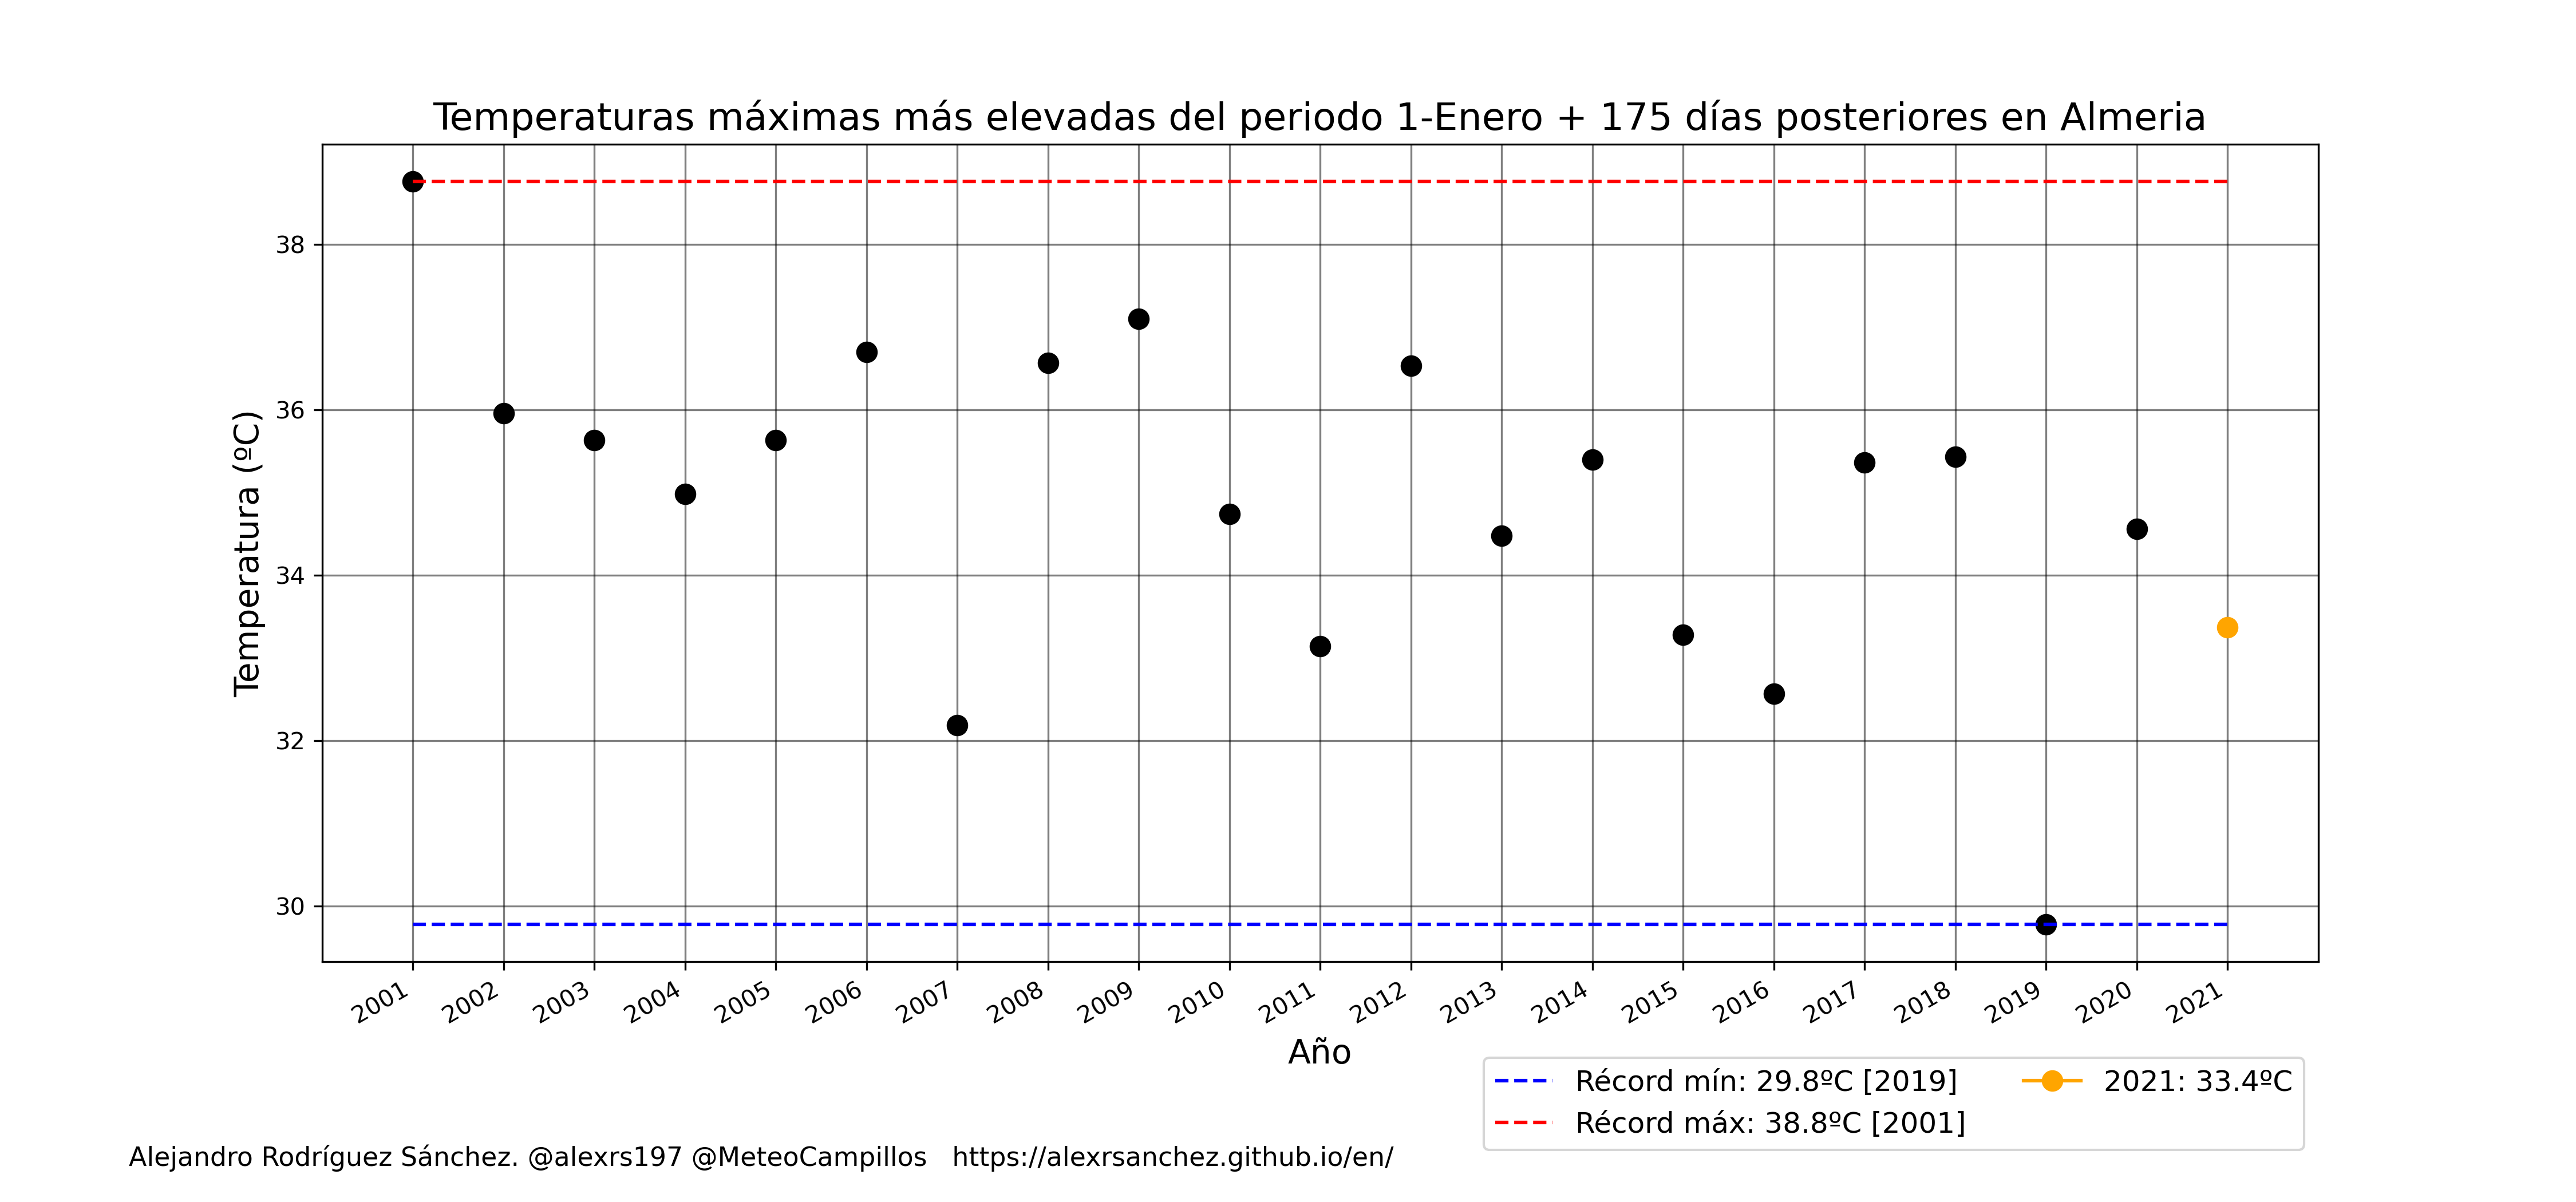 Temperaturas máximas más elevadas del periodo 1-Enero + 175 días posteriores en Almeria
Temperatura (ºC)
38
36
34
32
30
2001 2002 2003 2004 2005 2006 2007 2008 2009 2010 2011 2012 2013 2014 2015 2016 2017 2018 2019 2020 2021
Año
Récord mín: 29.8ºC [2019]
Récord máx: 38.8ºC [2001]
2021: 33.4ºC
Alejandro Rodríguez Sánchez. @alexrs197 @MeteoCampillos https://alexrsanchez.github.io/en/